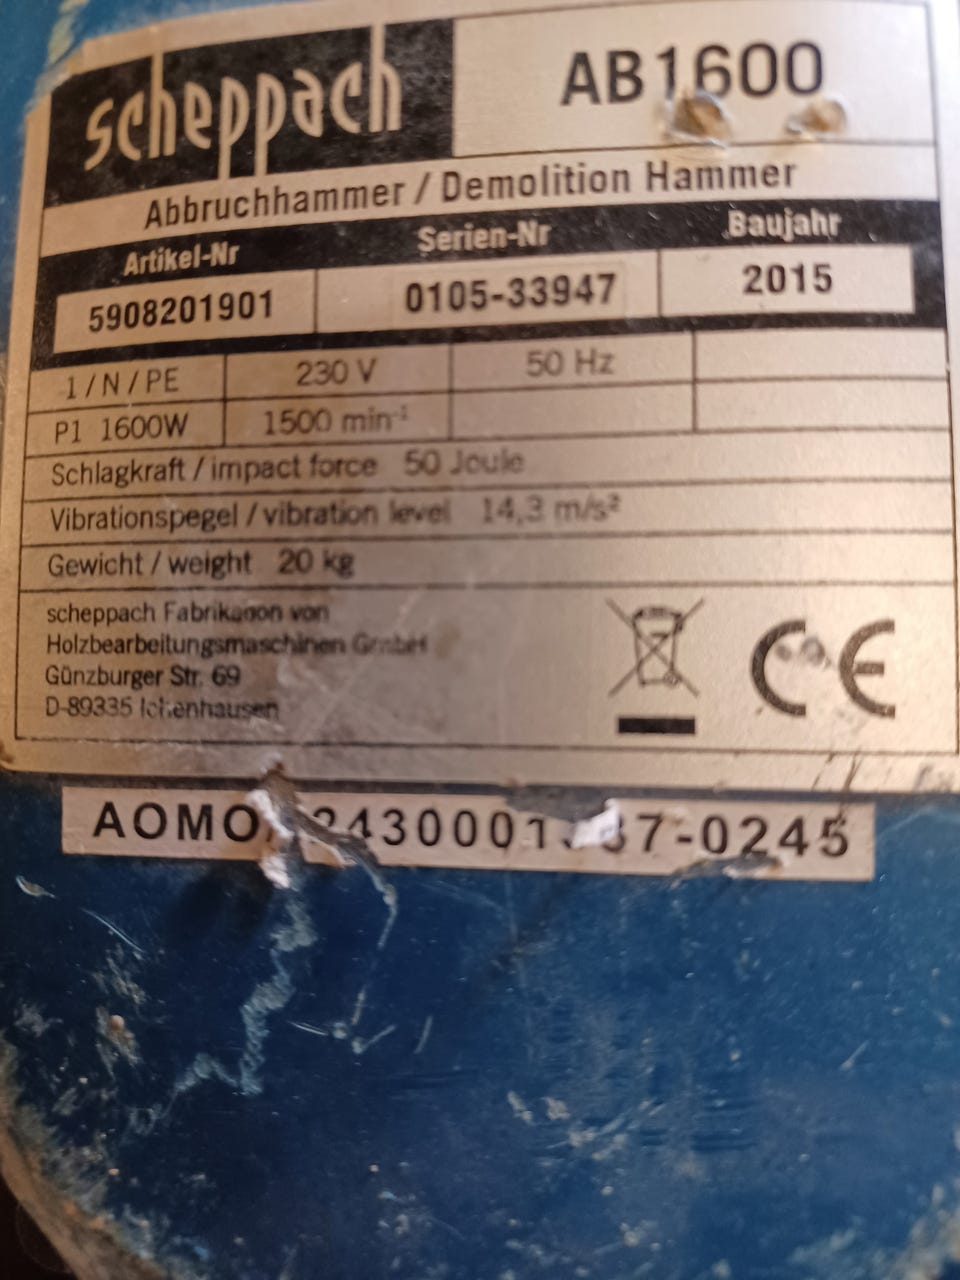 scheppach
AB1600
Abbruchhammer / Demolition Hammer
Artikel-Nr Serien-Nr Baujahr
5908201901 0105-33947 2015
1 / N / PE 230 V 50 Hz
P1 1600W 1500 min-1
Schlagkraft / impact force 50 Joule
Vibrationspegel / vibration level 14,3 m/s²
Gewicht / weight 20 kg
scheppach Fabrikation von
Holzbearbeitungsmaschinen GmbH
Günzburger Str. 69
D-89335 Ichenhausen
CE